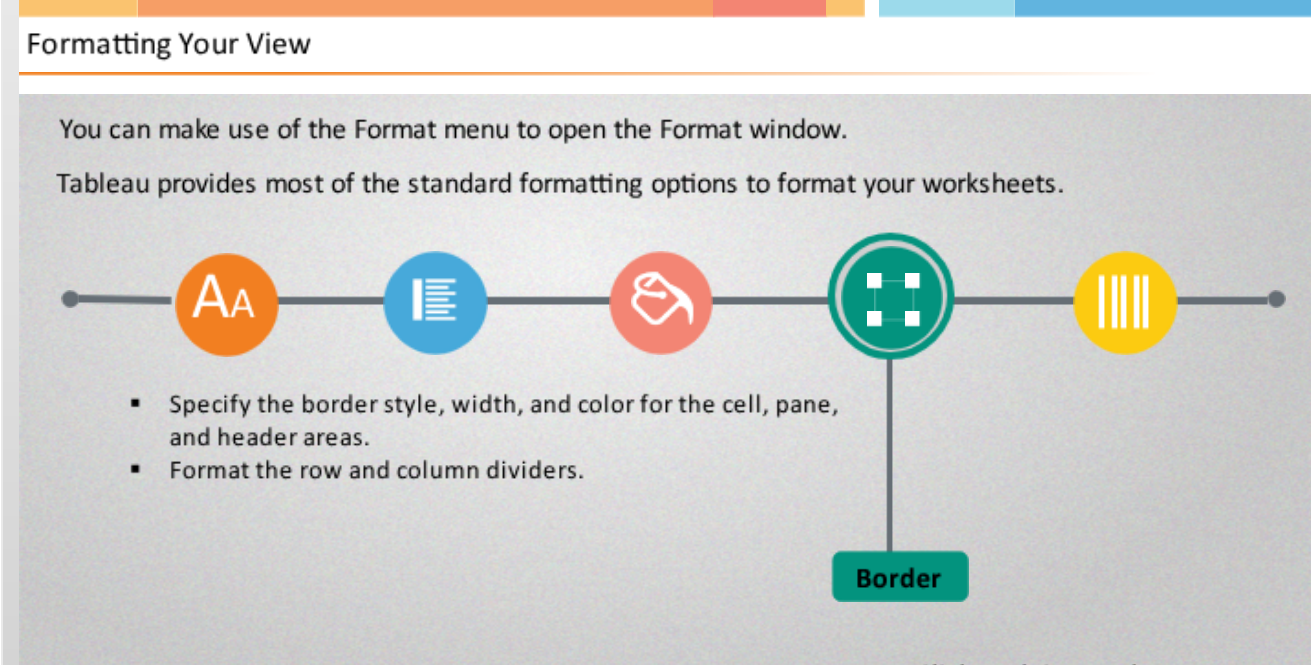 Formatting Your View
You can make use of the Format menu to open the Format window.
Tableau provides most of the standard formatting options to format your worksheets.
AA
▪ Specify the border style, width, and color for the cell, pane,
and header areas.
▪ Format the row and column dividers.
Border